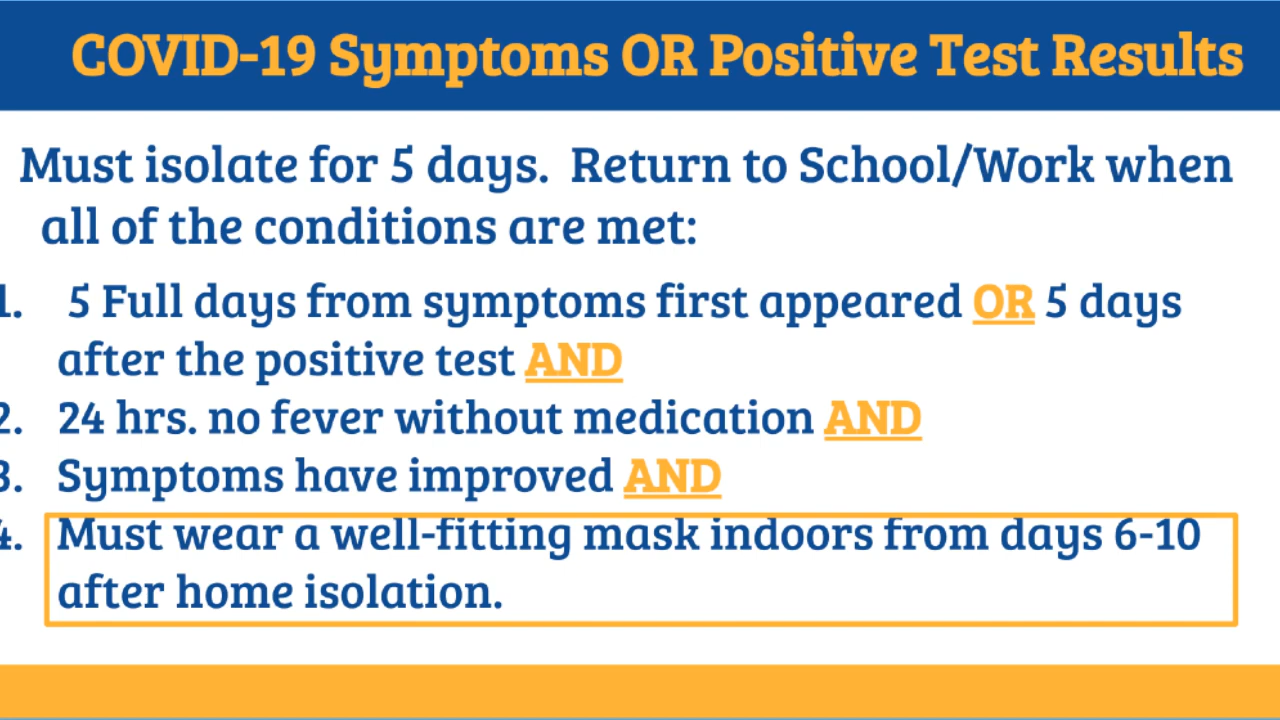 COVID-19 Symptoms OR Positive Test Results
Must isolate for 5 days. Return to School/Work when
all of the conditions are met:
1. 5 Full days from symptoms first appeared OR 5 days
after the positive test AND
2. 24 hrs. no fever without medication AND
3. Symptoms have improved AND
4. Must wear a well-fitting mask indoors from days 6-10
after home isolation.